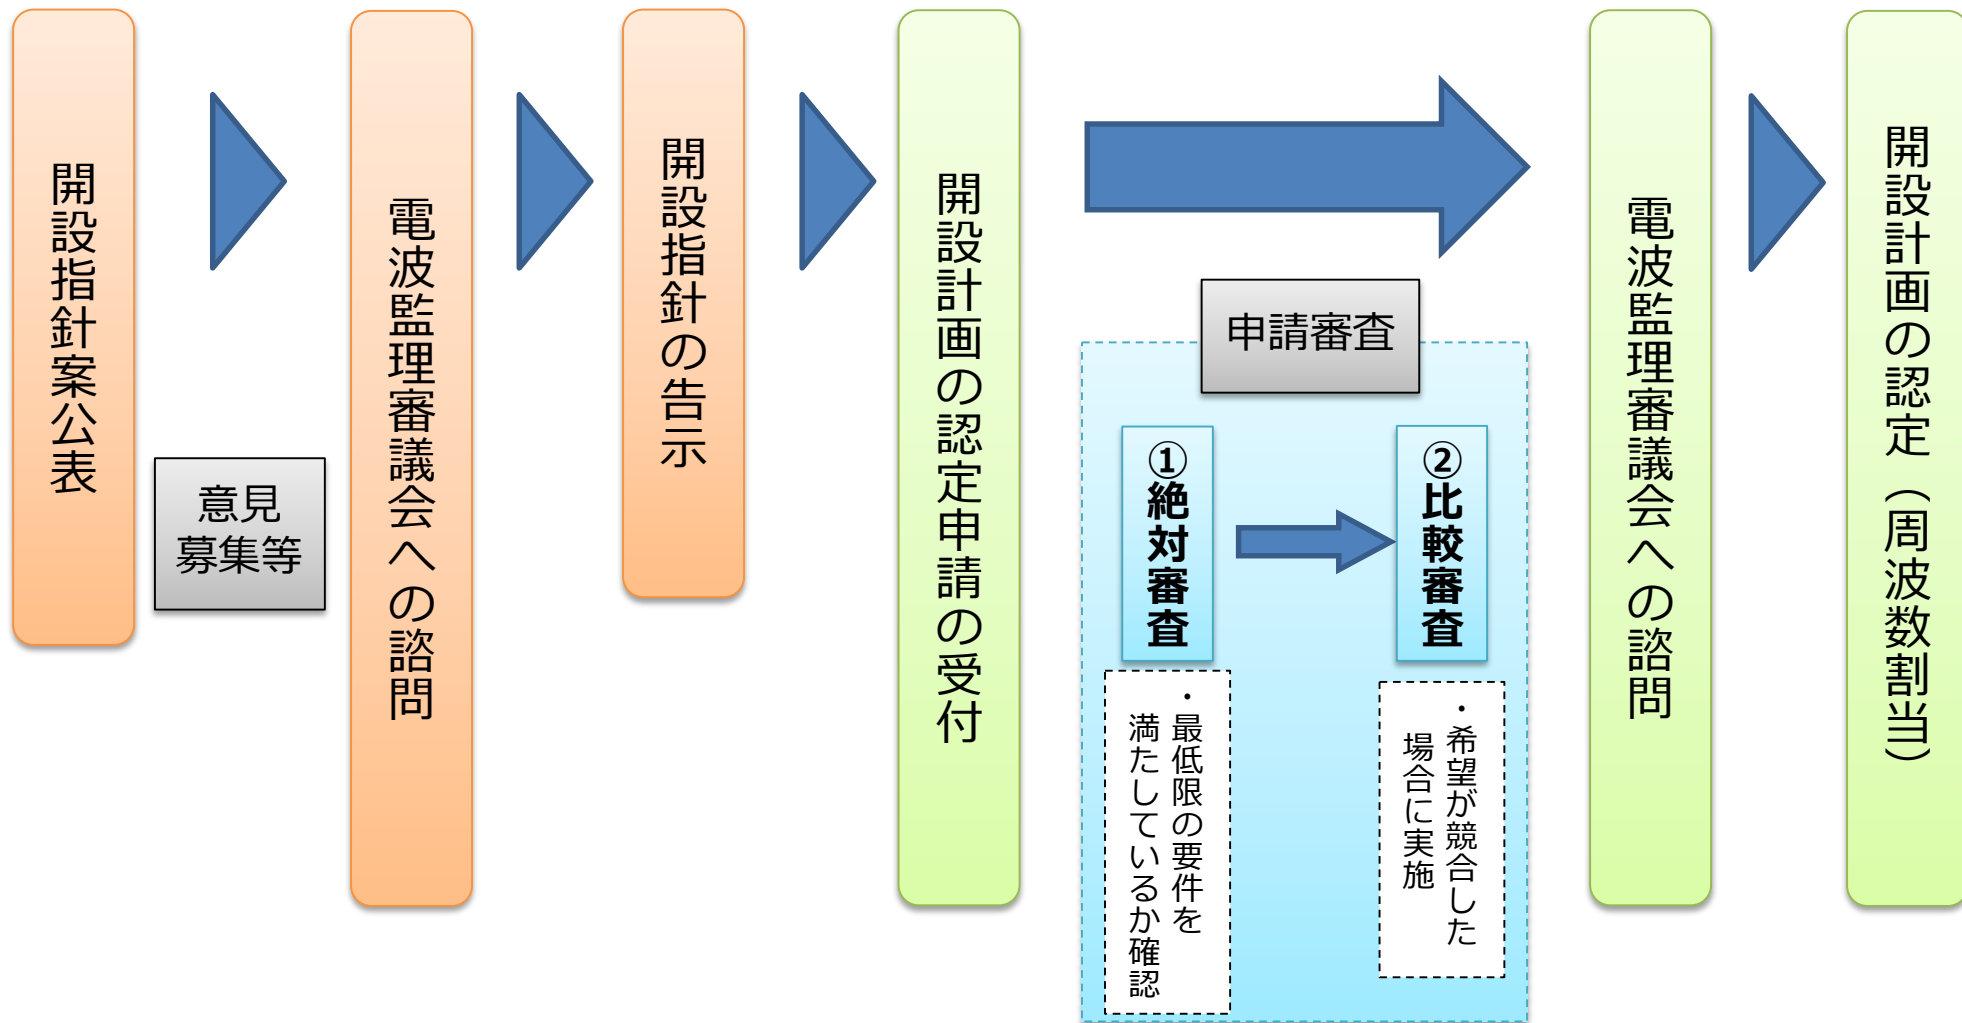 開設指針案公表
意見
募集等
電波監理審議会への諮問
開設指針の告示
開設計画の認定申請の受付
申請審査
①絶対審査
・最低限の要件を
満たしているか確認
②比較審査
・希望が競合した
場合に実施
電波監理審議会への諮問
開設計画の認定（周波数割当）